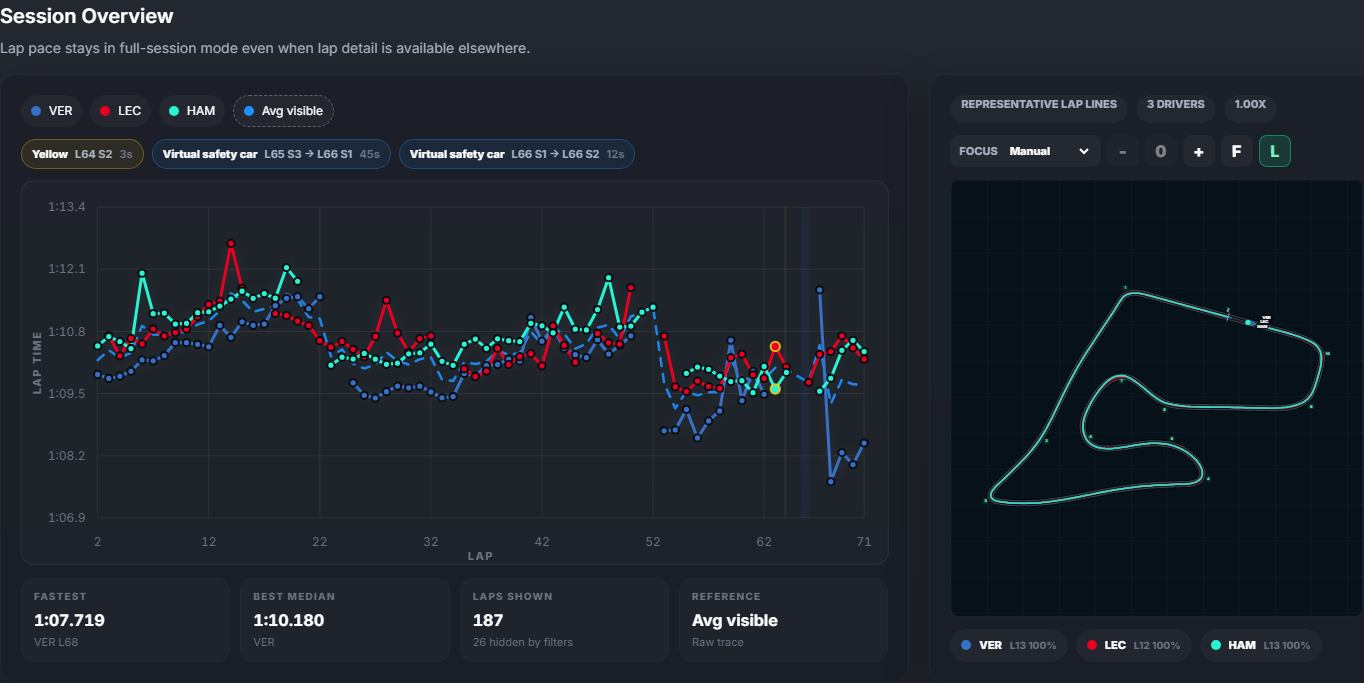 Session Overview
Lap pace stays in full-session mode even when lap detail is available elsewhere.
VER LEC HAM Avg visible
Yellow L64 S2 3s Virtual safety car L65 S3 → L66 S1 45s Virtual safety car L66 S1 → L66 S2 12s
1:13.4
1:12.1
1:10.8
1:09.5
1:08.2
1:06.9
LAP TIME
2 12 22 32 42 52 62 71
LAP
FASTEST
1:07.719
VER L68
BEST MEDIAN
1:10.180
VER
LAPS SHOWN
187
26 hidden by filters
REFERENCE
Avg visible
Raw trace
REPRESENTATIVE LAP LINES 3 DRIVERS 1.00X
FOCUS Manual - 0 + F L
VER
LEC
HAM
VER L13 100% LEC L12 100% HAM L13 100%